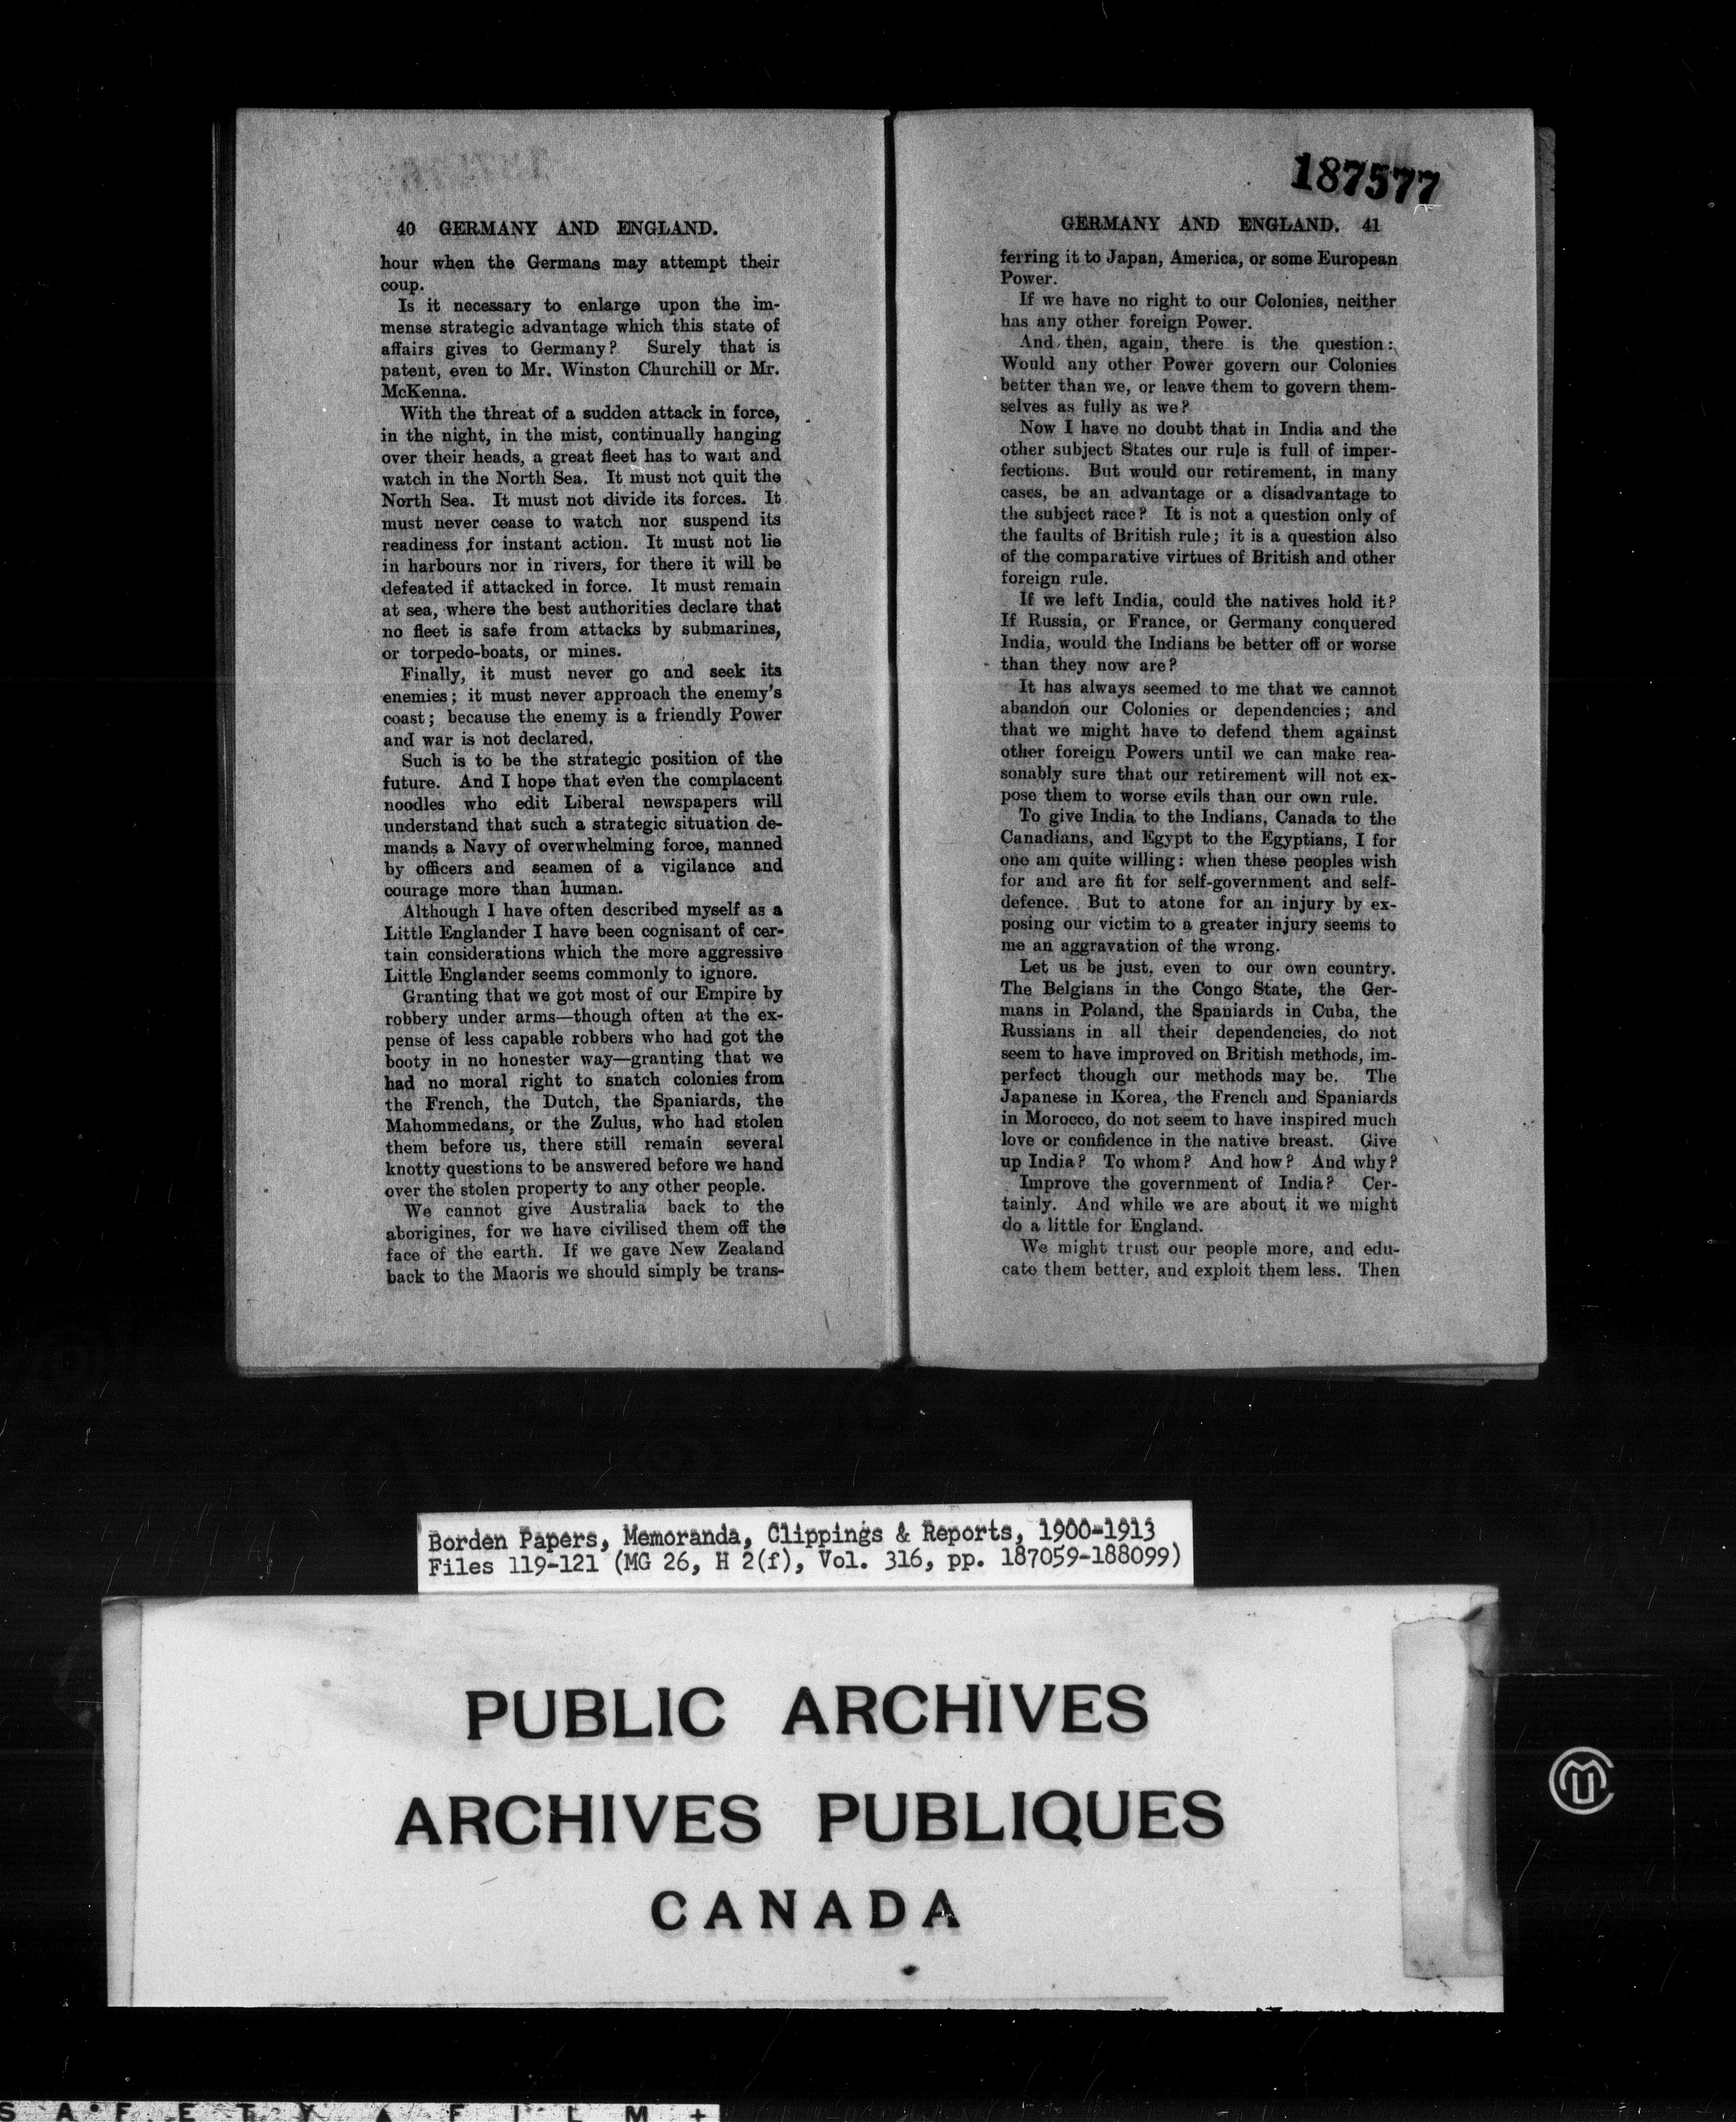 40 GERMANY AND ENGLAND.
hour when the Germans may attempt their
coup.
Is it necessary to enlarge upon the im-
mense strategic advantage which this state of
affairs gives to Germany? Surely that is
patent, even to Mr. Winston Churchill or Mr.
McKenna.
With the threat of a sudden attack in force,
in the night, in the mist, continually hanging
over their heads, a great fleet has to wait and
watch in the North Sea. It must not quit the
North Sea. It must not divide its forces. It
must never cease to watch nor suspend its
readiness for instant action. It must not lie
in harbours nor in rivers, for there it will be
defeated if attacked in force. It must remain
at sea, where the best authorities declare that
no fleet is safe from attacks by submarines,
or torpedo-boats, or mines.
Finally, it must never go and seek its
enemies; it must never approach the enemy's
coast; because the enemy is a friendly Power
and war is not declared.
Such is to be the strategic position of the
future. And I hope that even the complacent
noodles who edit Liberal newspapers will
understand that such a strategic situation de-
mands a Navy of overwhelming force, manned
by officers and seamen of a vigilance and
courage more than human.
Although I have often described myself as a
Little Englander I have been cognisant of cer-
tain considerations which the more aggressive
Little Englander seems commonly to ignore.
Granting that we got most of our Empire by
robbery under arms—though often at the ex-
pense of less capable robbers who had got the
booty in no honester way—granting that we
had no moral right to snatch colonies from
the French, the Dutch, the Spaniards, the
Mahommedans, or the Zulus, who had stolen
them before us, there still remain several
knotty questions to be answered before we hand
over the stolen property to any other people.
We cannot give Australia back to the
aborigines, for we have civilised them off the
face of the earth. If we gave New Zealand
back to the Maoris we should simply be trans-
187577
GERMANY AND ENGLAND. 41
ferring it to Japan, America, or some European
Power.
If we have no right to our Colonies, neither
has any other foreign Power.
And then, again, there is the question:
Would any other Power govern our Colonies
better than we, or leave them to govern them-
selves as fully as we?
Now I have no doubt that in India and the
other subject States our rule is full of imper-
fections. But would our retirement, in many
cases, be an advantage or a disadvantage to
the subject race? It is not a question only of
the faults of British rule; it is a question also
of the comparative virtues of British and other
foreign rule.
If we left India, could the natives hold it?
If Russia, or France, or Germany conquered
India, would the Indians be better off or worse
than they now are?
It has always seemed to me that we cannot
abandon our Colonies or dependencies; and
that we might have to defend them against
other foreign Powers until we can make rea-
sonably sure that our retirement will not ex-
pose them to worse evils than our own rule.
To give India to the Indians, Canada to the
Canadians, and Egypt to the Egyptians, I for
one am quite willing: when these peoples wish
for and are fit for self-government and self-
defence. But to atone for an injury by ex-
posing our victim to a greater injury seems to
me an aggravation of the wrong.
Let us be just, even to our own country.
The Belgians in the Congo State, the Ger-
mans in Poland, the Spaniards in Cuba, the
Russians in all their dependencies, do not
seem to have improved on British methods, im-
perfect though our methods may be. The
Japanese in Korea, the French and Spaniards
in Morocco, do not seem to have inspired much
love or confidence in the native breast. Give
up India? To whom? And how? And why?
Improve the government of India? Cer-
tainly. And while we are about it we might
do a little for England.
We might trust our people more, and edu-
cate them better, and exploit them less. Then
Borden Papers, Memoranda, Clippings & Reports, 1900-1913
Files 119-121 (MG 26, H 2(f), Vol. 316, pp. 187059-188099)
PUBLIC ARCHIVES
ARCHIVES PUBLIQUES
CANADA
SAFETY FILM